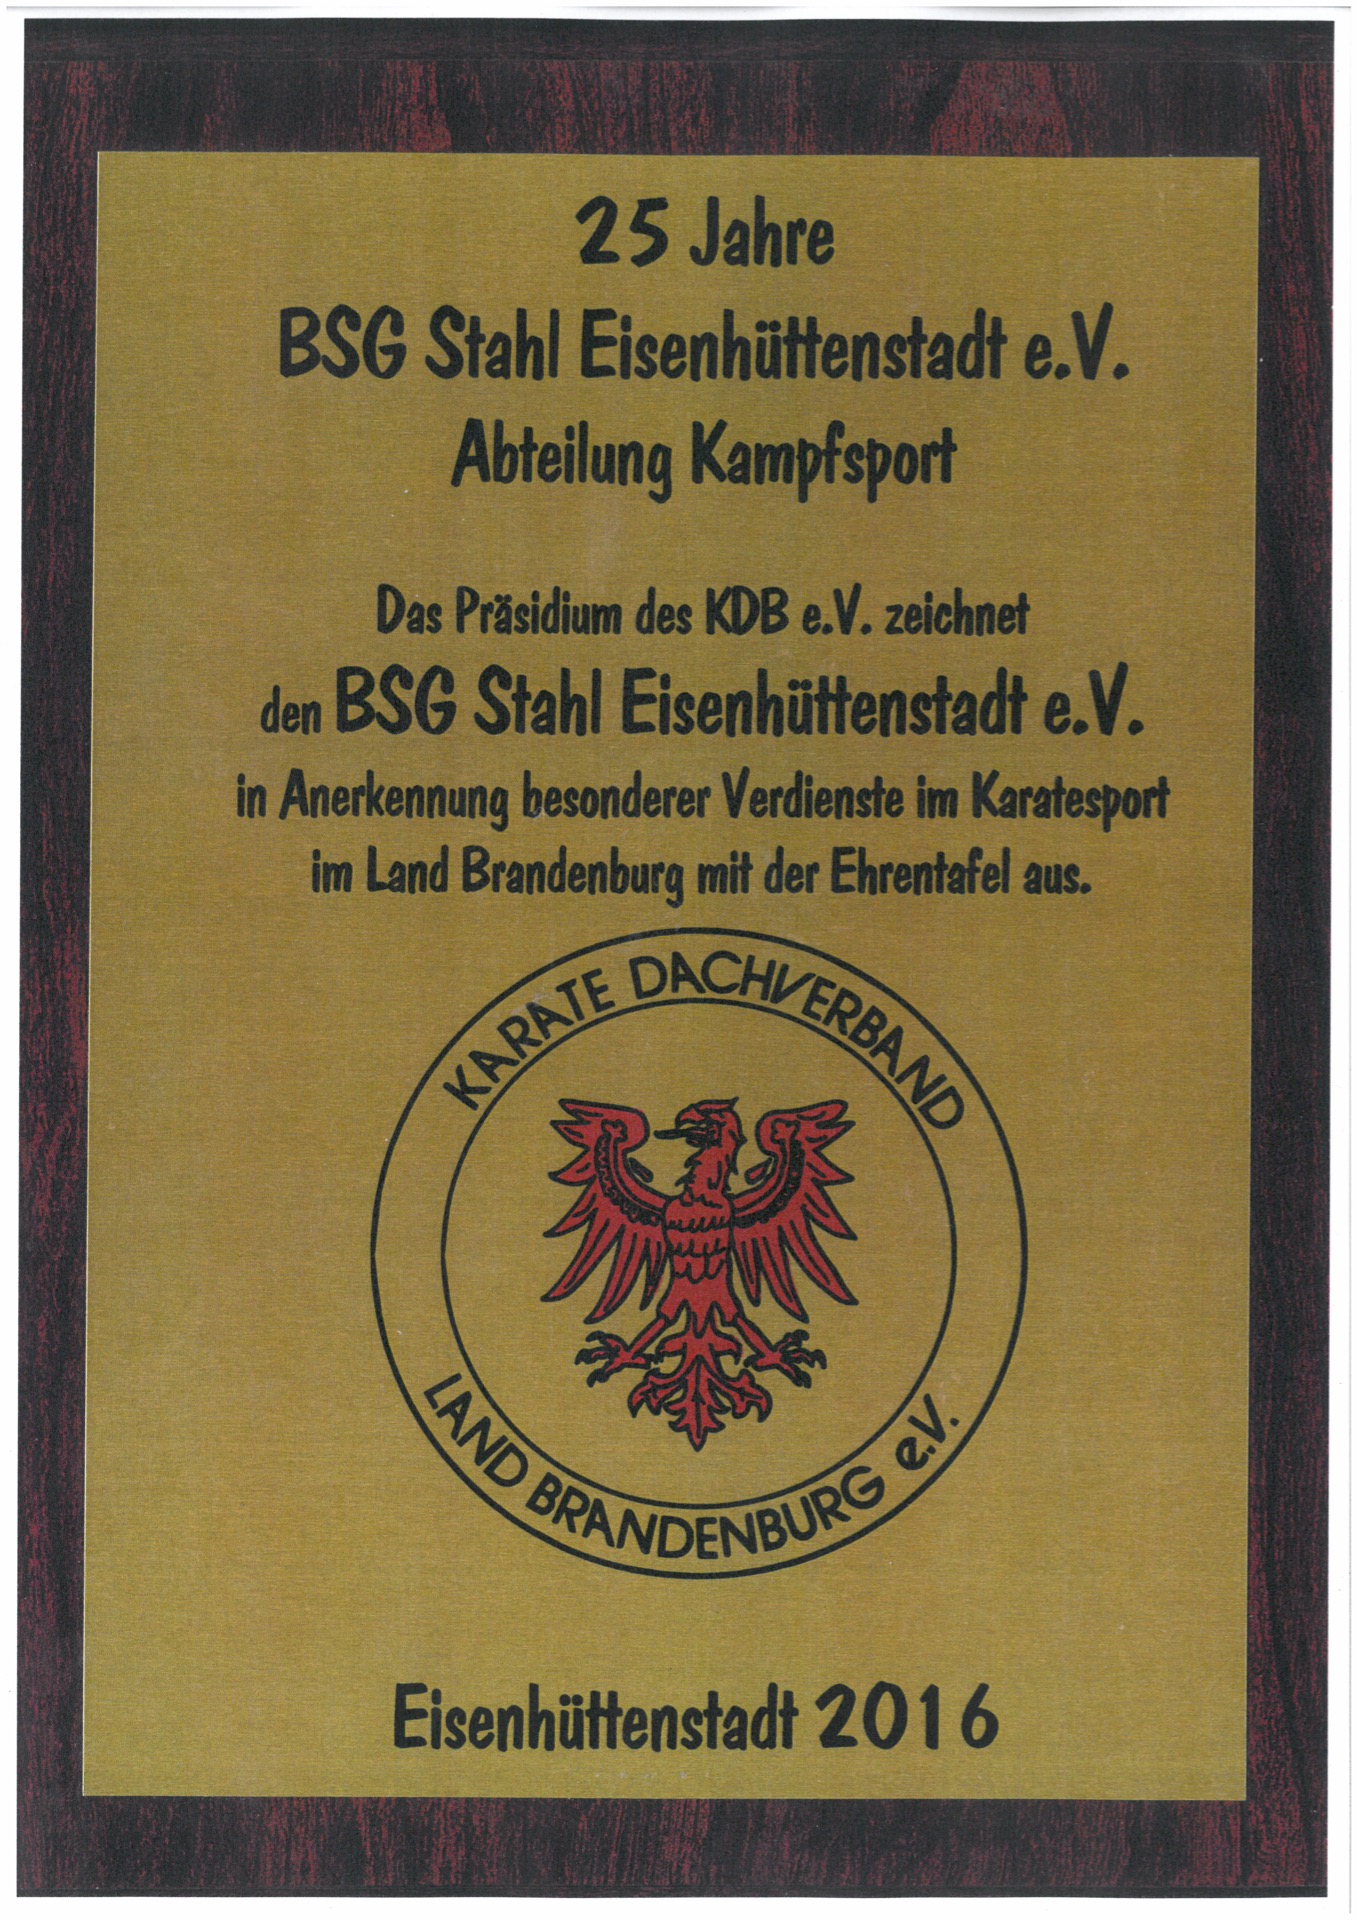 25 Jahre
BSG Stahl Eisenhüttenstadt e.V.
Abteilung Kampfsport
Das Präsidium des KDB e.V. zeichnet
den BSG Stahl Eisenhüttenstadt e.V.
in Anerkennung besonderer Verdienste im Karatesport
im Land Brandenburg mit der Ehrentafel aus.
KARATE DACHVERBAND
LAND BRANDENBURG e.V.
Eisenhüttenstadt 2016